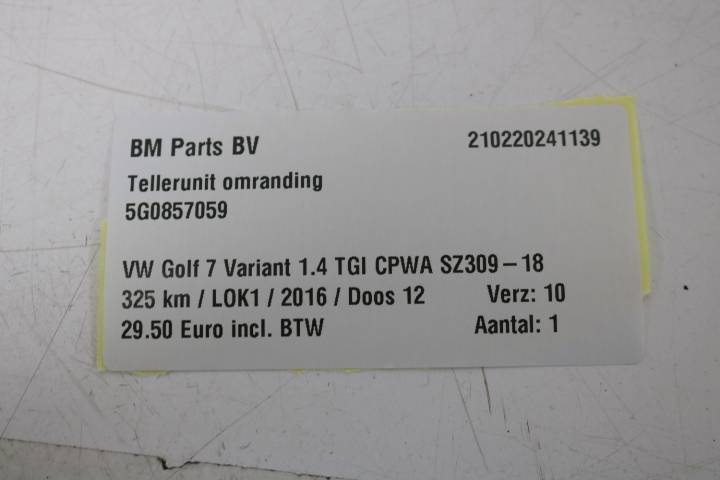 BM Parts BV 210220241139
Tellerunit omranding
5G0857059
VW Golf 7 Variant 1.4 TGI CPWA SZ309-18
325 km / LOK1 / 2016 / Doos 12 Verz: 10
29.50 Euro incl. BTW Aantal: 1